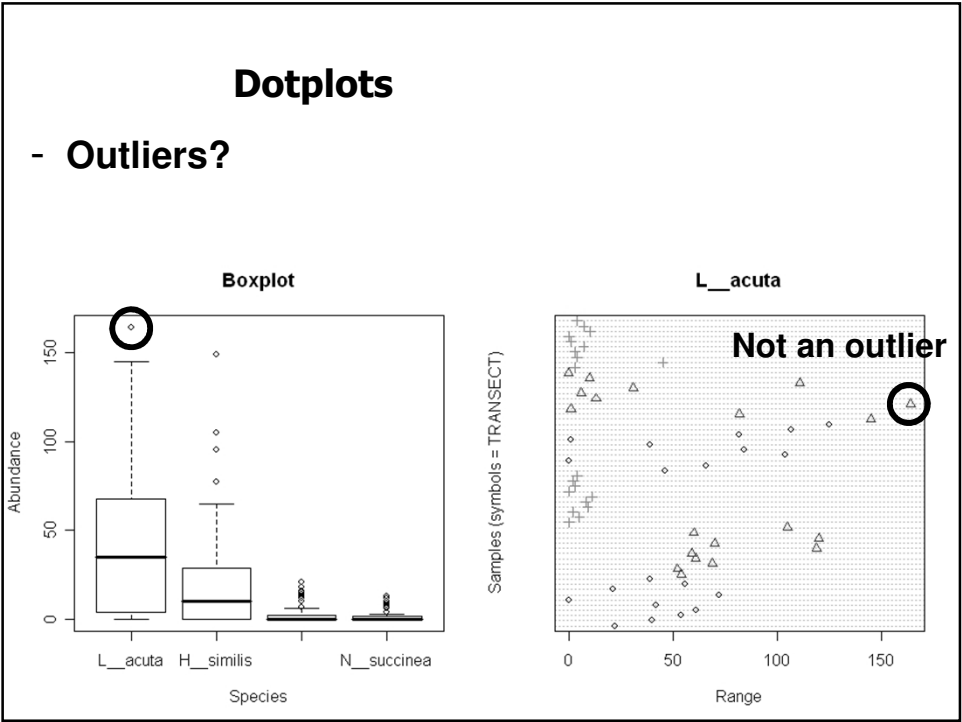 Dotplots
- Outliers?
Boxplot
Abundance
0
50
100
150
L__acuta H__similis N__succinea
Species
L__acuta
Not an outlier
Samples (symbols = TRANSECT)
0 50 100 150
Range